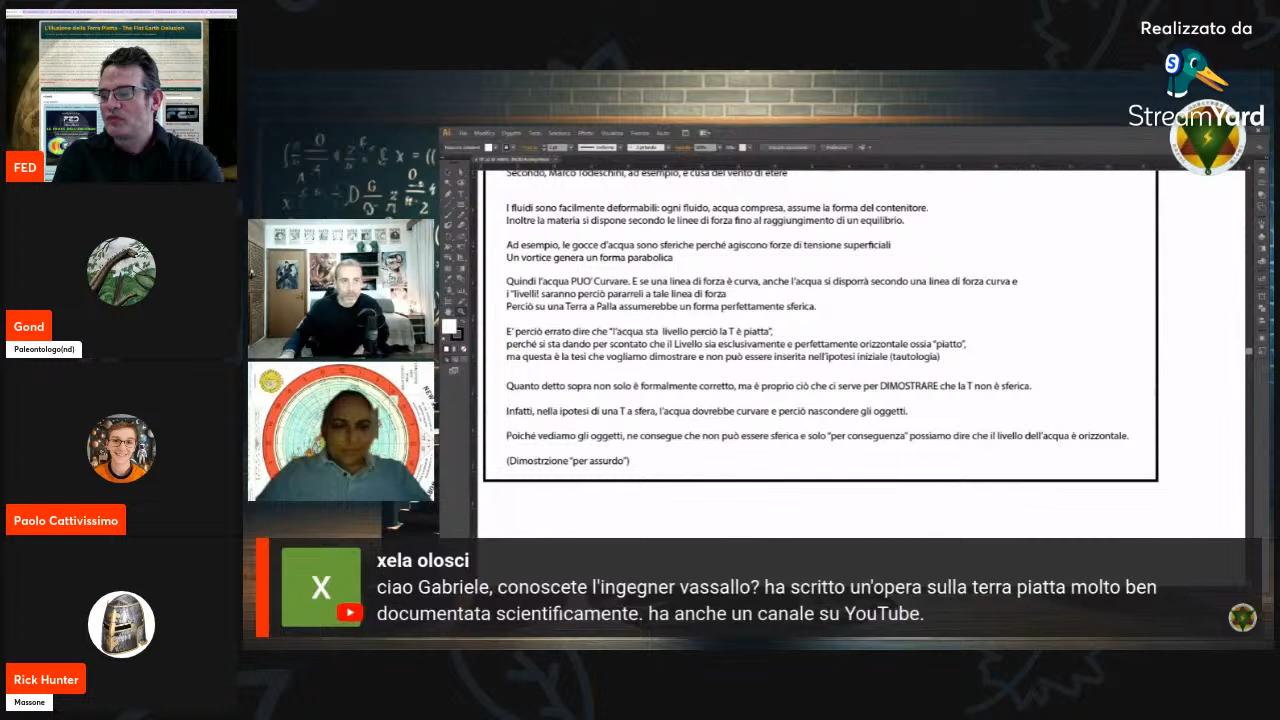 L'Illusione della Terra Piatta - The Flat Earth Delusion
Realizzato da
StreamYard
FED
Gond
Paleontologo(nd)
Paolo Cattivissimo
Rick Hunter
Massone
Secondo, Marco Todeschini, ad esempio, e cusa del vento di etere
I fluidi sono facilmente deformabili: ogni fluido, acqua compresa, assume la forma del contenitore.
Inoltre la materia si dispone secondo le linee di forza fino al raggiungimento di un equilibrio.
Ad esempio, le gocce d'acqua sono sferiche perché agiscono forze di tensione superficiali
Un vortice genera un forma parabolica
Quindi l'acqua PUO' Curvare. E se una linea di forza è curva, anche l'acqua si disporrà secondo una linea di forza curva e
i "livelli! saranno perciò pararreli a tale linea di forza
Perciò su una Terra a Palla assumerebbe un forma perfettamente sferica.
E' perciò errato dire che "l'acqua sta livello perciò la T è piatta",
perché si sta dando per scontato che il Livello sia esclusivamente e perfettamente orizzontale ossia "piatto",
ma questa è la tesi che vogliamo dimostrare e non può essere inserita nell'ipotesi iniziale (tautologia)
Quanto detto sopra non solo è formalmente corretto, ma è proprio ciò che ci serve per DIMOSTRARE che la T non è sferica.
Infatti, nella ipotesi di una T a sfera, l'acqua dovrebbe curvare e perciò nascondere gli oggetti.
Poiché vediamo gli oggetti, ne consegue che non può essere sferica e solo "per conseguenza" possiamo dire che il livello dell'acqua è orizzontale.
(Dimostrzione "per assurdo")
X
xela olosci
ciao Gabriele, conoscete l'ingegner vassallo? ha scritto un'opera sulla terra piatta molto ben
documentata scientificamente. ha anche un canale su YouTube.